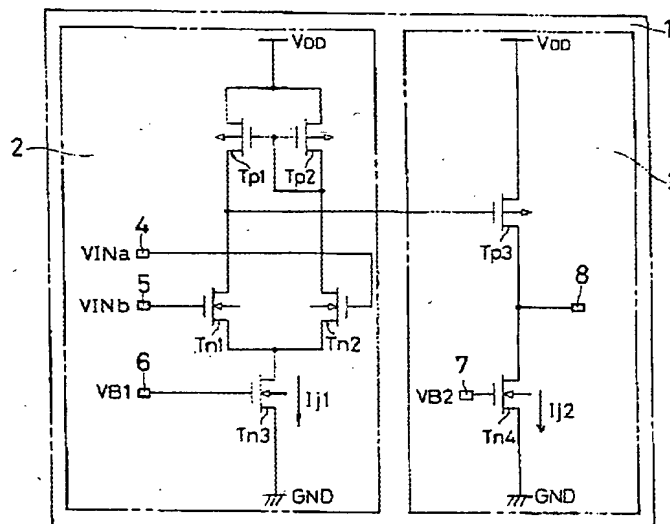 1
VDD
VDD
2
Tp1
Tp2
4
VINa
Tp3
5
8
VINb
Tn1
Tn2
6
7
VB1
Ij1
VB2
Ij2
Tn3
Tn4
GND
GND